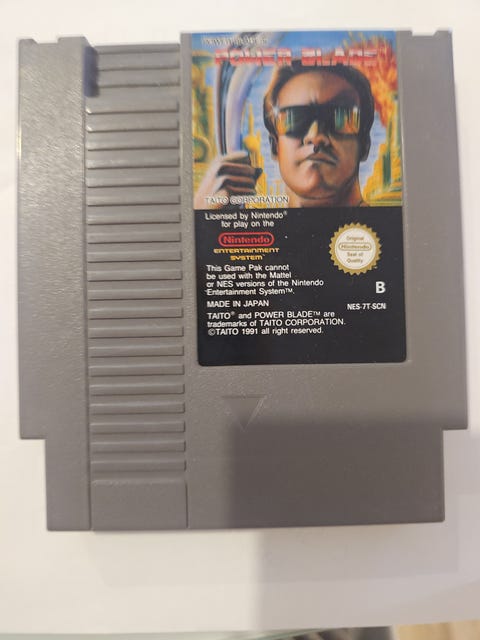 POWER BLADE
TAITO CORPORATION
Licensed by Nintendo®
for play on the
Nintendo
ENTERTAINMENT
SYSTEM™
Original
Nintendo
Seal of
Quality
This Game Pak cannot
be used with the Mattel
or NES versions of the Nintendo
Entertainment System™.
B
MADE IN JAPAN
NES-7T-SCN
TAITO® and POWER BLADE™ are
trademarks of TAITO CORPORATION.
©TAITO 1991 all right reserved.